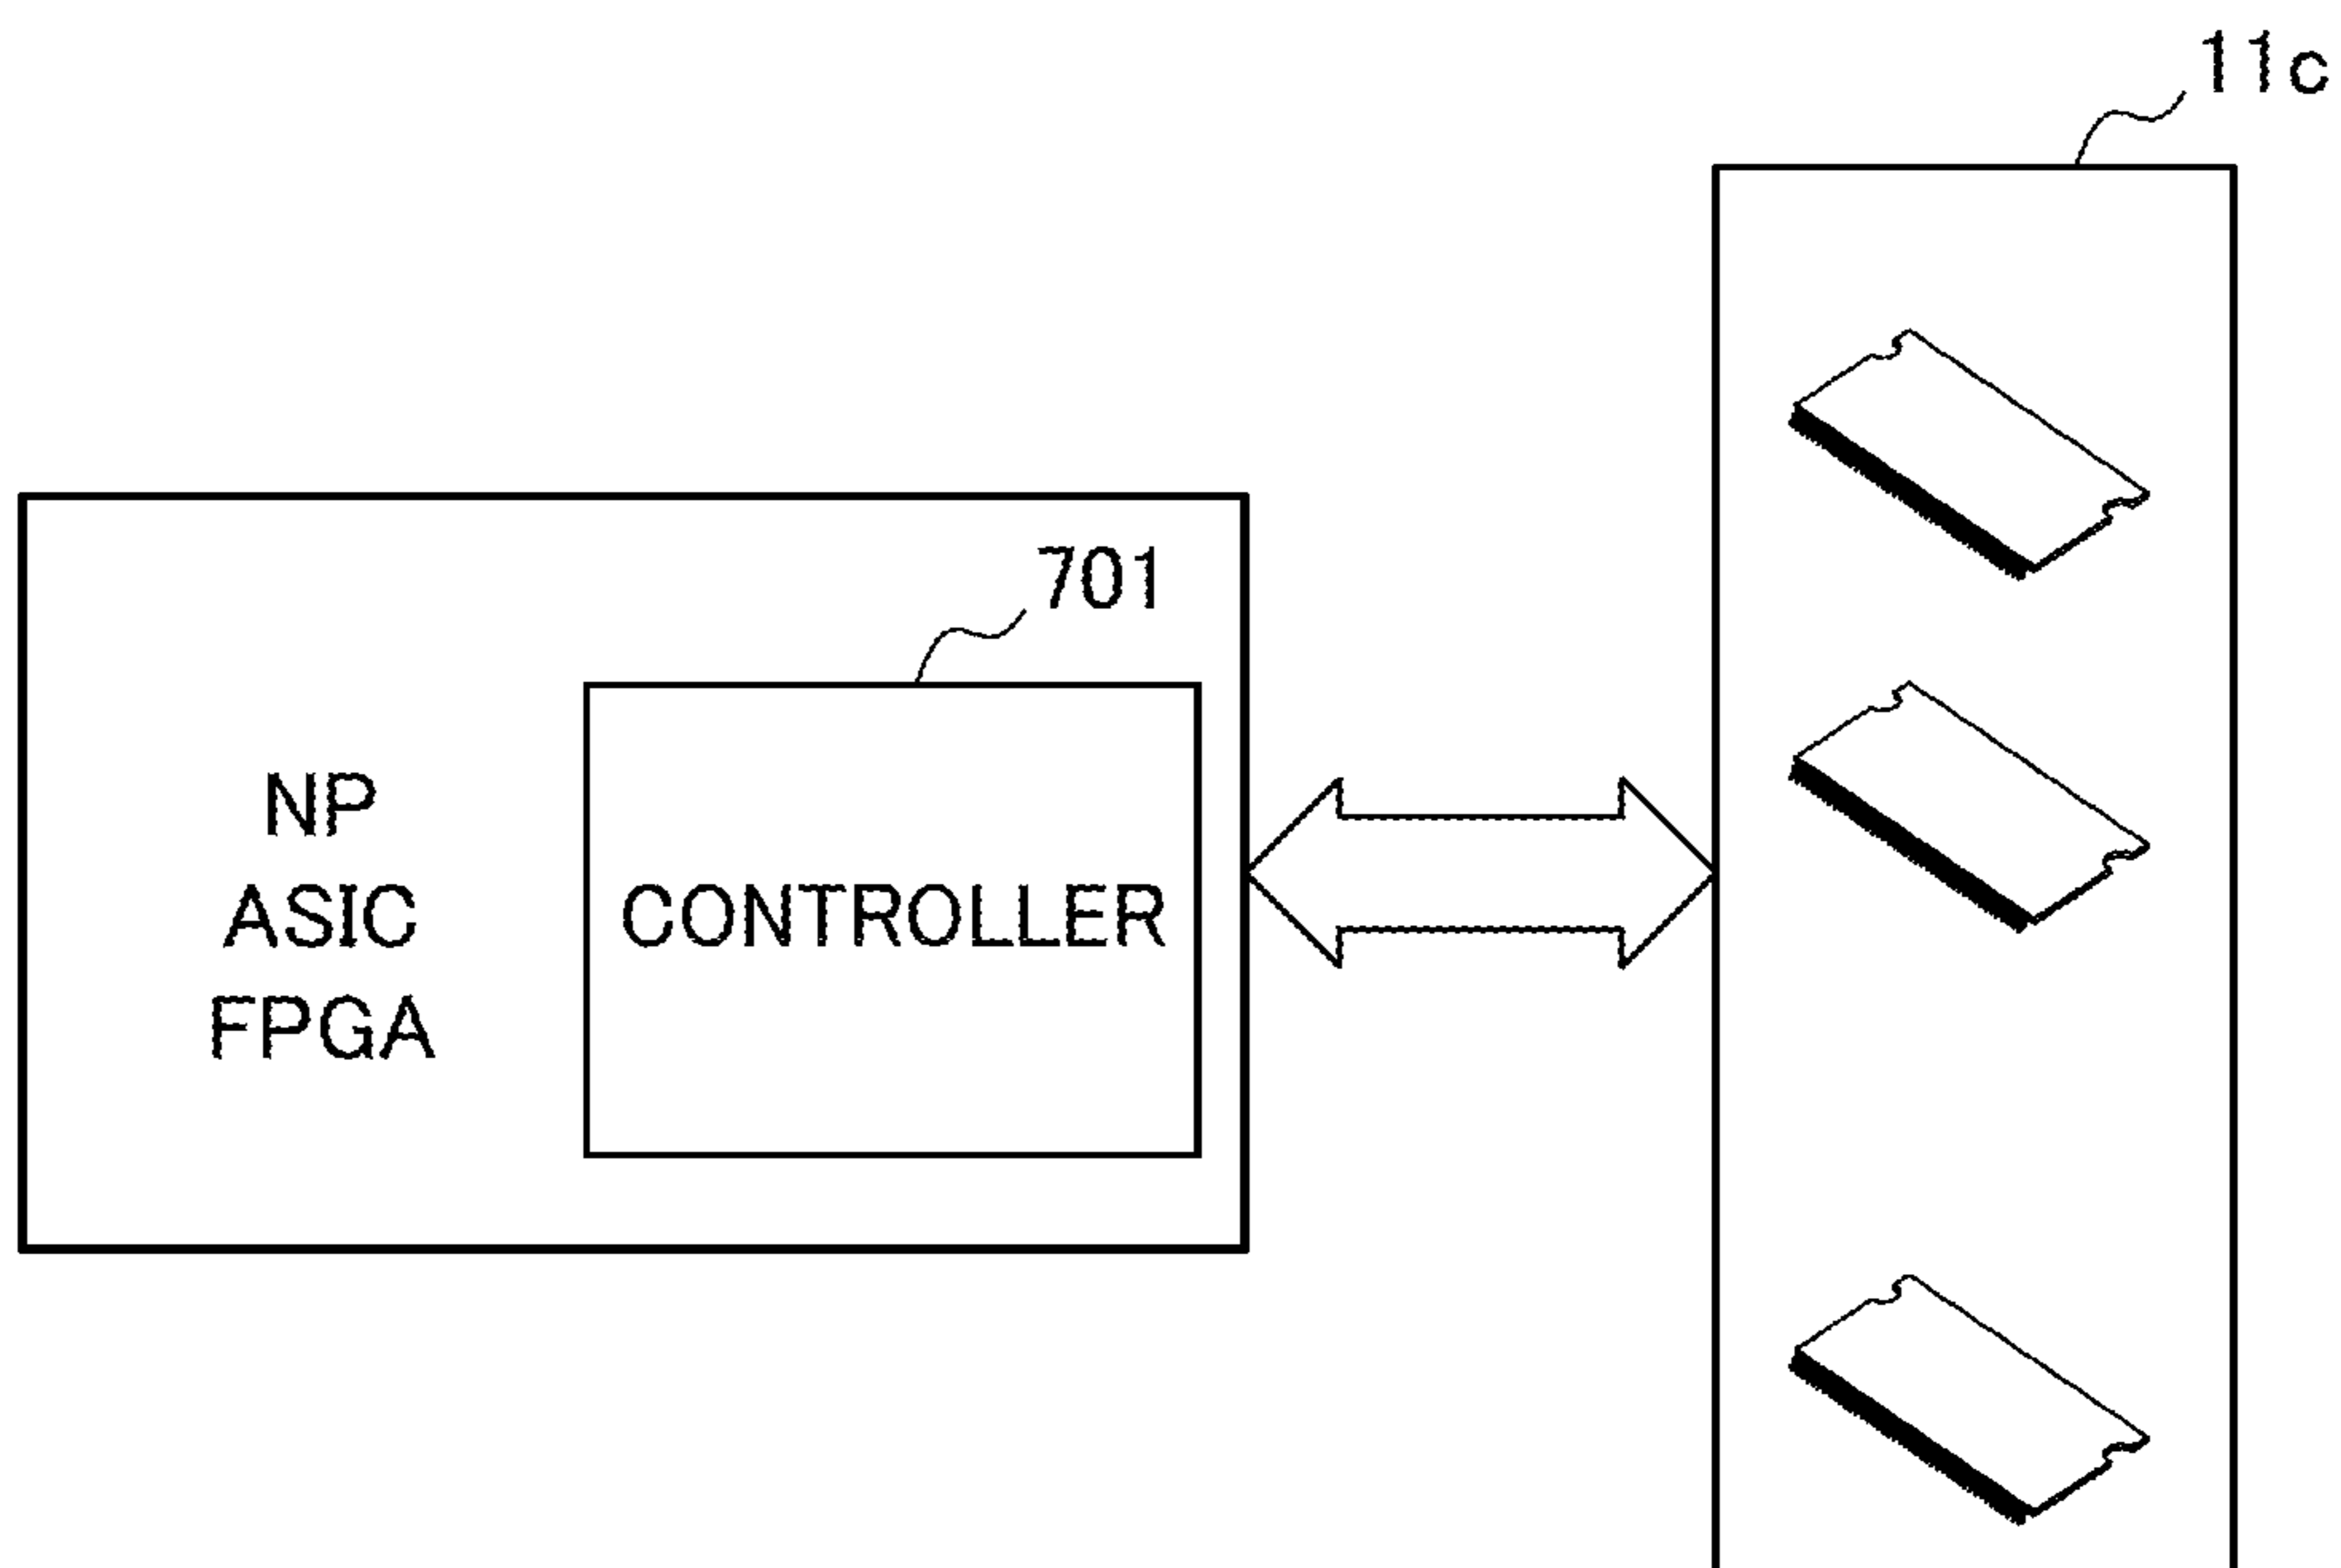 11c
701
NP
ASIC
FPGA
CONTROLLER